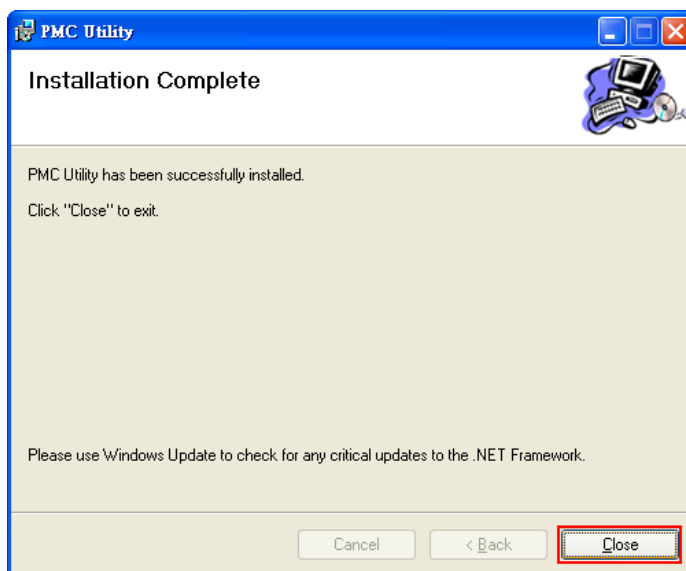 PMC Utility
Installation Complete
PMC Utility has been successfully installed.
Click "Close" to exit.
Please use Windows Update to check for any critical updates to the .NET Framework.
Cancel
< Back
Close